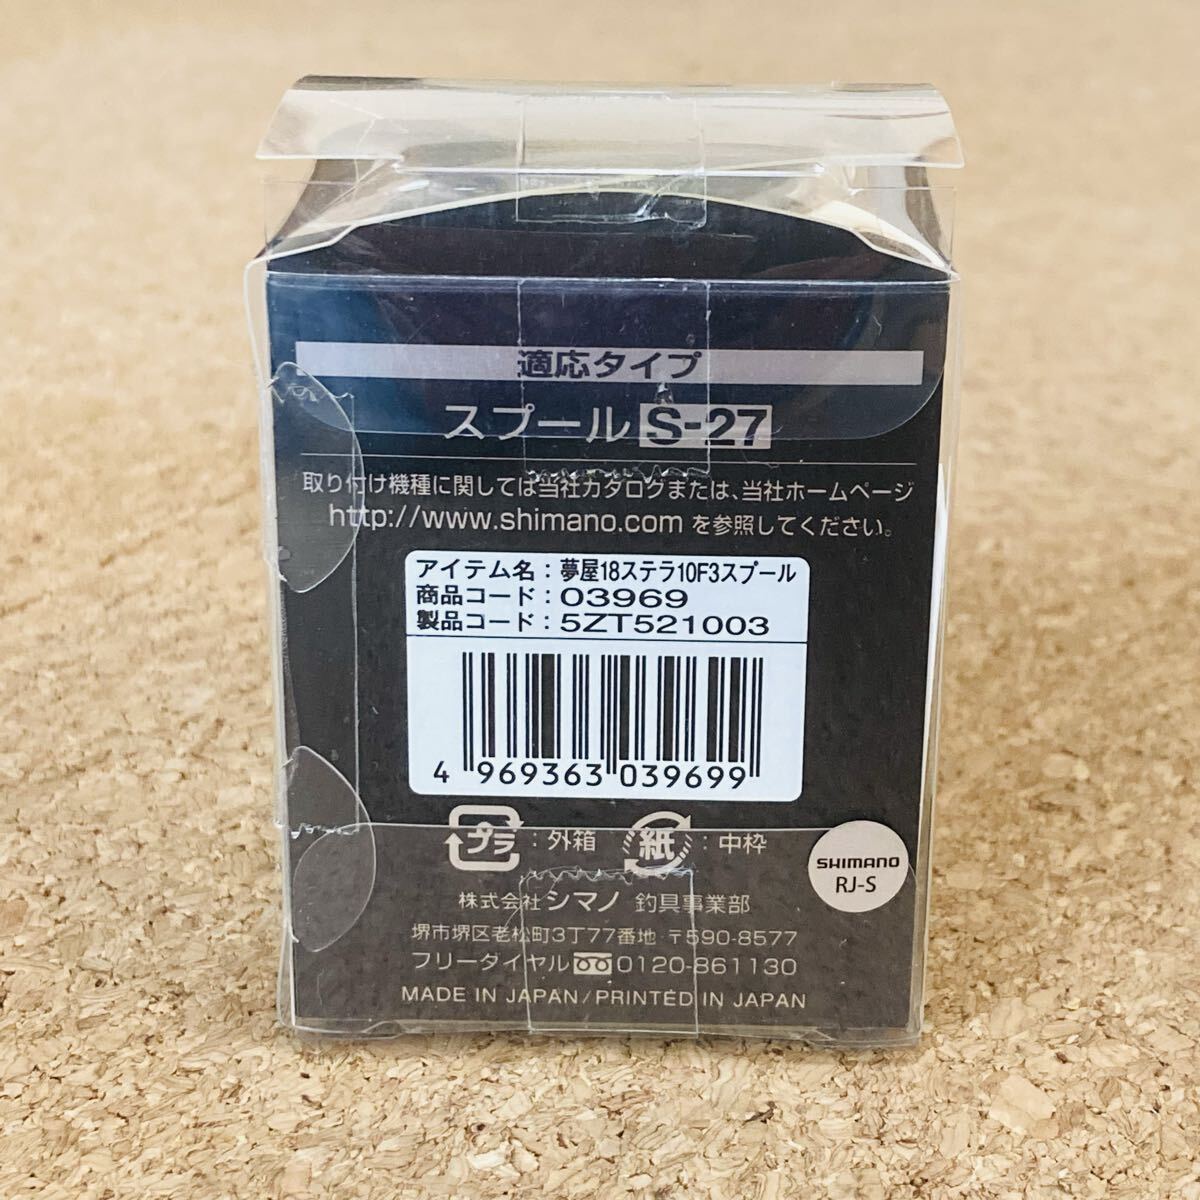 適応タイプ
スプール S-27
取り付け機種に関しては当社カタログまたは、当社ホームページ
http://www.shimano.com を参照してください。
アイテム名：夢屋18ステラ10F3スプール
商品コード：03969
製品コード：5ZT521003
4 969363 039699
プラ：外箱 紙：中枠
SHIMANO
RJ-S
株式会社 シマノ 釣具事業部
堺市堺区老松町3丁77番地 〒590-8577
フリーダイヤル 0120-861130
MADE IN JAPAN/PRINTED IN JAPAN